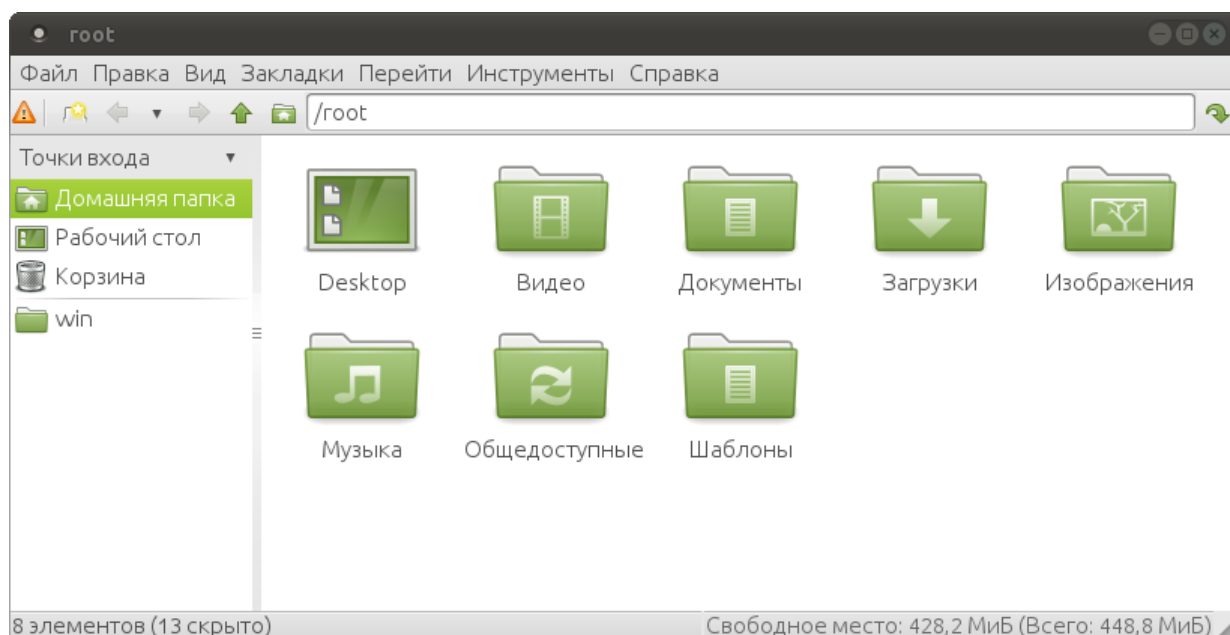 root
Файл Правка Вид Закладки Перейти Инструменты Справка
/root
Точки входа
Домашняя папка
Рабочий стол
Корзина
win
Desktop Видео Документы Загрузки Изображения
Музыка Общедоступные Шаблоны
8 элементов (13 скрыто) Свободное место: 428,2 МиБ (Всего: 448,8 МиБ)